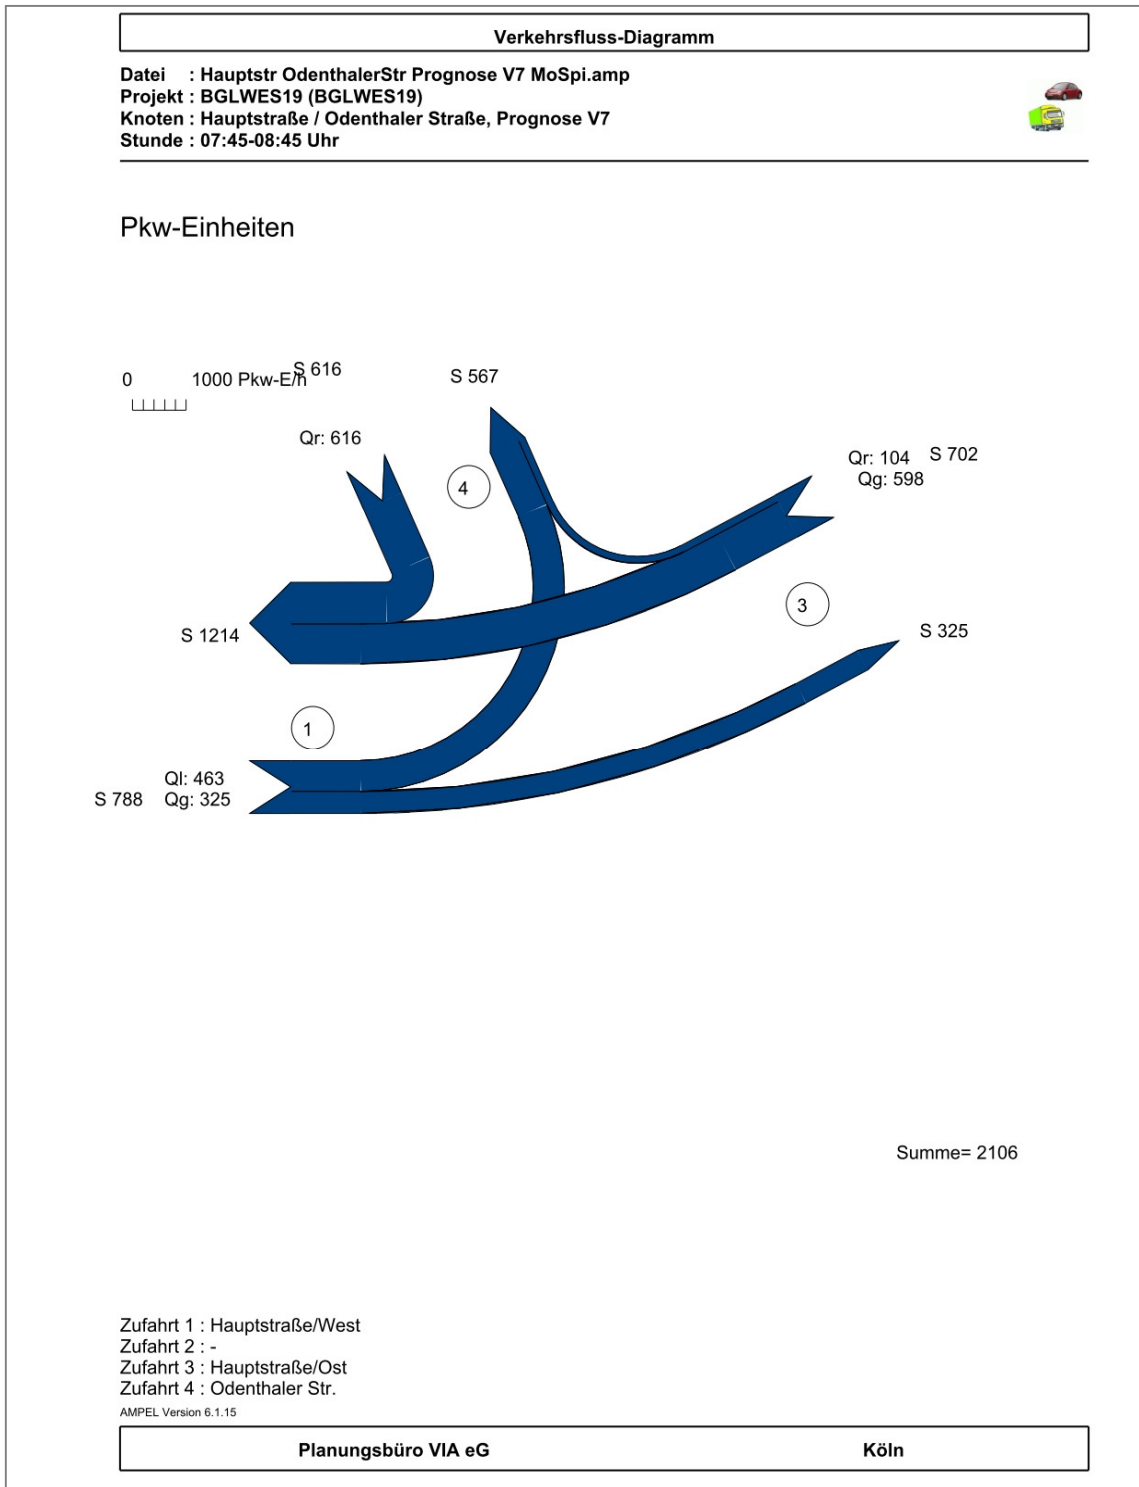 Verkehrsfluss-Diagramm
Datei : Hauptstr OdenthalerStr Prognose V7 MoSpi.amp
Projekt : BGLWES19 (BGLWES19)
Knoten : Hauptstraße / Odenthaler Straße, Prognose V7
Stunde : 07:45-08:45 Uhr
Pkw-Einheiten
0 1000 Pkw-E/h
S 616
S 567
Qr: 616
4
Qr: 104 S 702
Qg: 598
3
S 325
S 1214
1
Ql: 463
S 788 Qg: 325
Summe= 2106
Zufahrt 1 : Hauptstraße/West
Zufahrt 2 : -
Zufahrt 3 : Hauptstraße/Ost
Zufahrt 4 : Odenthaler Str.
AMPEL Version 6.1.15
Planungsbüro VIA eG Köln